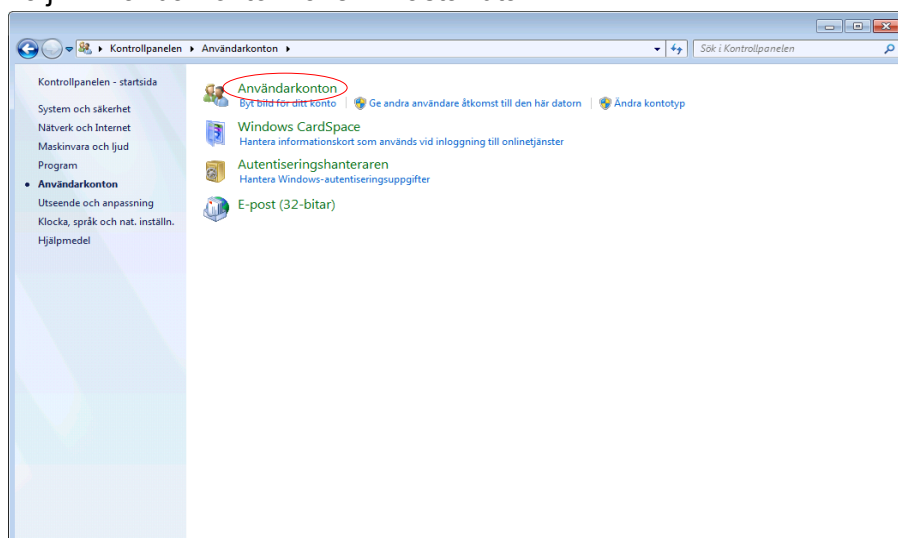 Kontrollpanelen ▸ Användarkonton ▸
Sök i Kontrollpanelen
Kontrollpanelen - startsida
System och säkerhet
Nätverk och Internet
Maskinvara och ljud
Program
Användarkonton
Utseende och anpassning
Klocka, språk och nat. inställn.
Hjälpmedel
Användarkonton
Byt bild för ditt konto
Ge andra användare åtkomst till den här datorn
Ändra kontotyp
Windows CardSpace
Hantera informationskort som används vid inloggning till onlinetjänster
Autentiseringshanteraren
Hantera Windows-autentiseringsuppgifter
E-post (32-bitar)